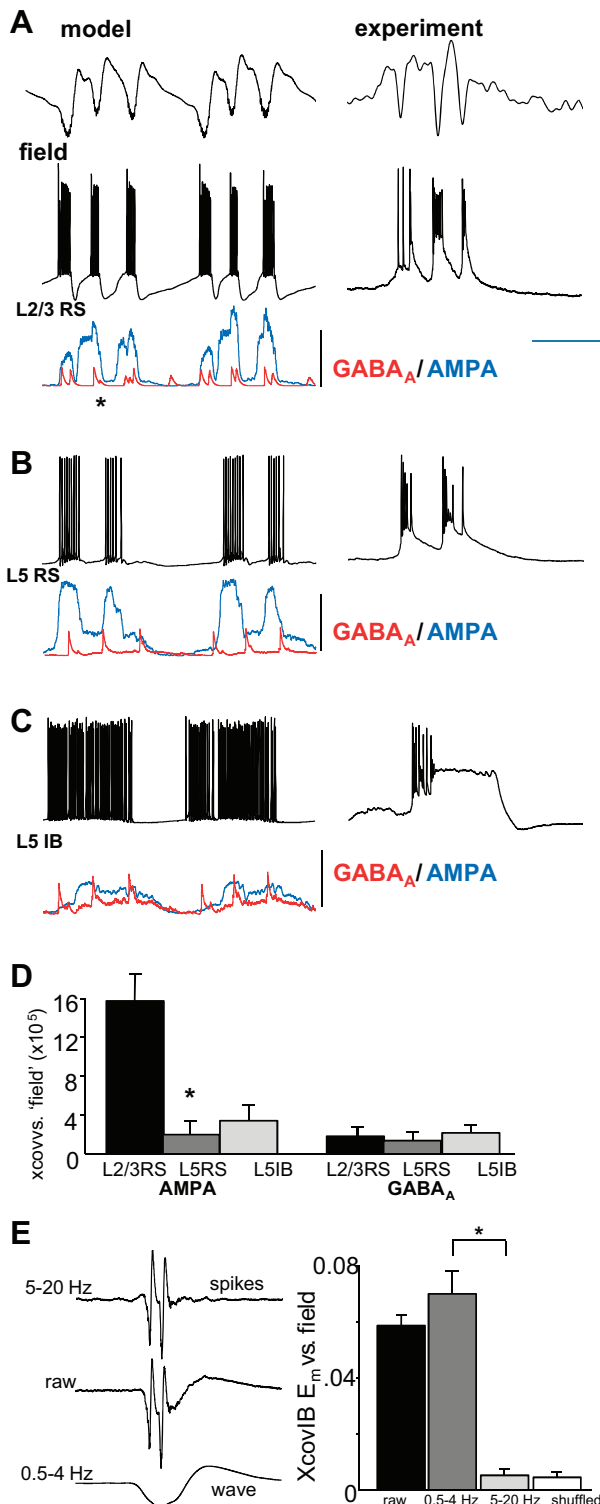 A
model
experiment
field
L2/3 RS
GABAA/AMPA
*
B
L5 RS
GABAA/AMPA
C
L5 IB
GABAA/AMPA
D
xcovvs. 'field' (x10⁵)
16
12
8
4
0
*
L2/3RS L5RS L5IB L2/3RS L5RS L5IB
AMPA GABAA
E
5-20 Hz spikes
raw
0.5-4 Hz wave
XcovIB Em vs. field
0.08
.04
0
*
raw 0.5-4 Hz 5-20 Hz shuffled